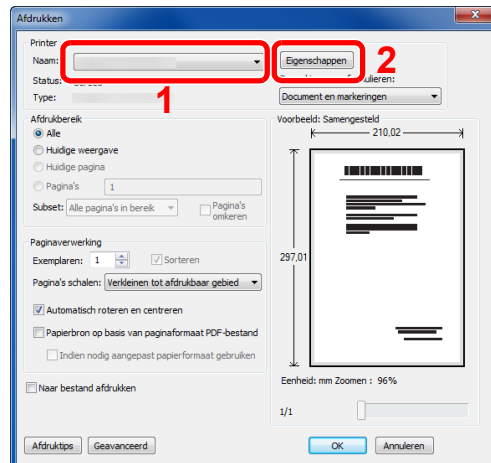 Afdrukken
Printer
Naam:
Eigenschappen
2
Status:
Type:
1
Document en markeringen
Afdrukbereik
Alle
Huidige weergave
Huidige pagina
Pagina's 1
Subset: Alle pagina's in bereik
Pagina's
omkeren
Paginaverwerking
Exemplaren: 1
Sorteren
Pagina's schalen: Verkleinen tot afdrukbaar gebied
Automatisch roteren en centreren
Papierbron op basis van paginaformaat PDF-bestand
Indien nodig aangepast papierformaat gebruiken
Naar bestand afdrukken
Voorbeeld: Samengesteld
210,02
297,01
Eenheid: mm Zoomen : 96%
1/1
Afdruktips
Geavanceerd
OK
Annuleren